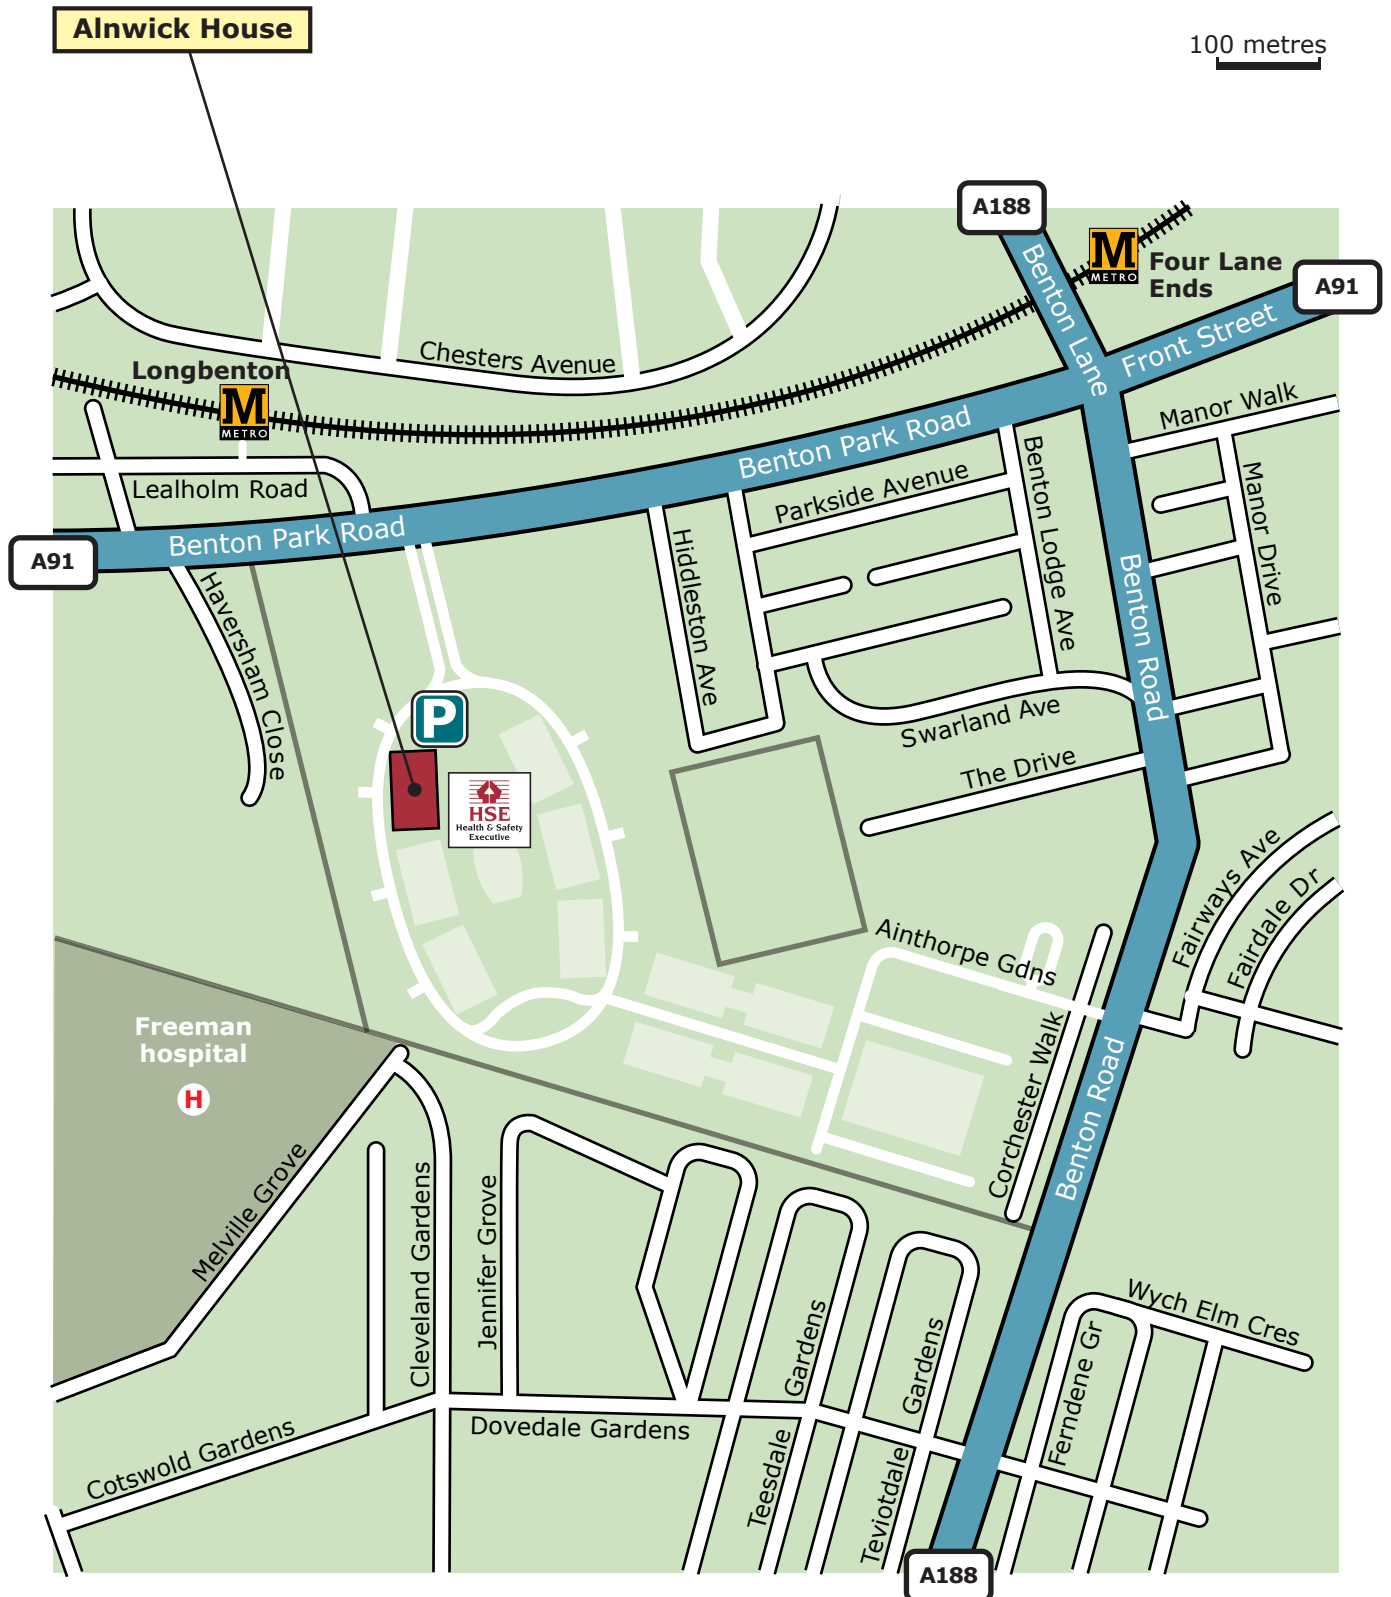 Alnwick House
100 metres
A188
M
METRO
Four Lane
Ends
A91
Benton Lane
Front Street
Chesters Avenue
Longbenton
M
METRO
Manor Walk
Benton Park Road
Lealholm Road
Parkside Avenue
Benton Lodge Ave
Manor Drive
Benton Park Road
A91
Haversham Close
Hiddleston Ave
Benton Road
Swarland Ave
P
The Drive
HSE
Health & Safety
Executive
Fairways Ave
Fairdale Dr
Ainthorpe Gdns
Freeman
hospital
H
Corchester Walk
Benton Road
Melville Grove
Cleveland Gardens
Jennifer Grove
Gardens
Gardens
Wych Elm Cres
Ferndene Gr
Dovedale Gardens
Cotswold Gardens
Teesdale
Teviotdale
A188